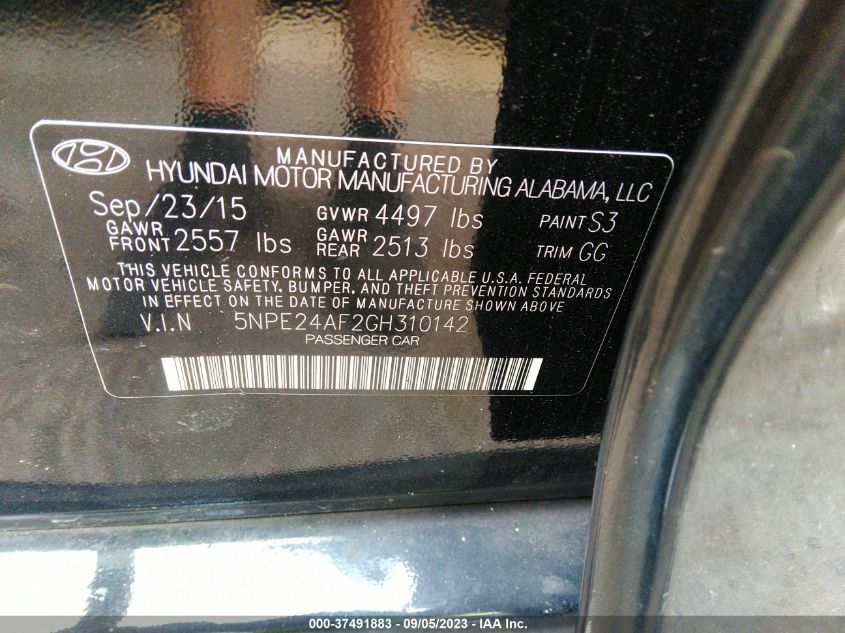 MANUFACTURED BY
HYUNDAI MOTOR MANUFACTURING ALABAMA, LLC
Sep/23/15 GVWR 4497 lbs PAINT S3
GAWR FRONT 2557 lbs GAWR REAR 2513 lbs TRIM GG
THIS VEHICLE CONFORMS TO ALL APPLICABLE U.S.A. FEDERAL
MOTOR VEHICLE SAFETY, BUMPER, AND THEFT PREVENTION STANDARDS
IN EFFECT ON THE DATE OF MANUFACTURE SHOWN ABOVE
V.I.N 5NPE24AF2GH310142
PASSENGER CAR
000-37491883 - 09/05/2023 - IAA Inc.